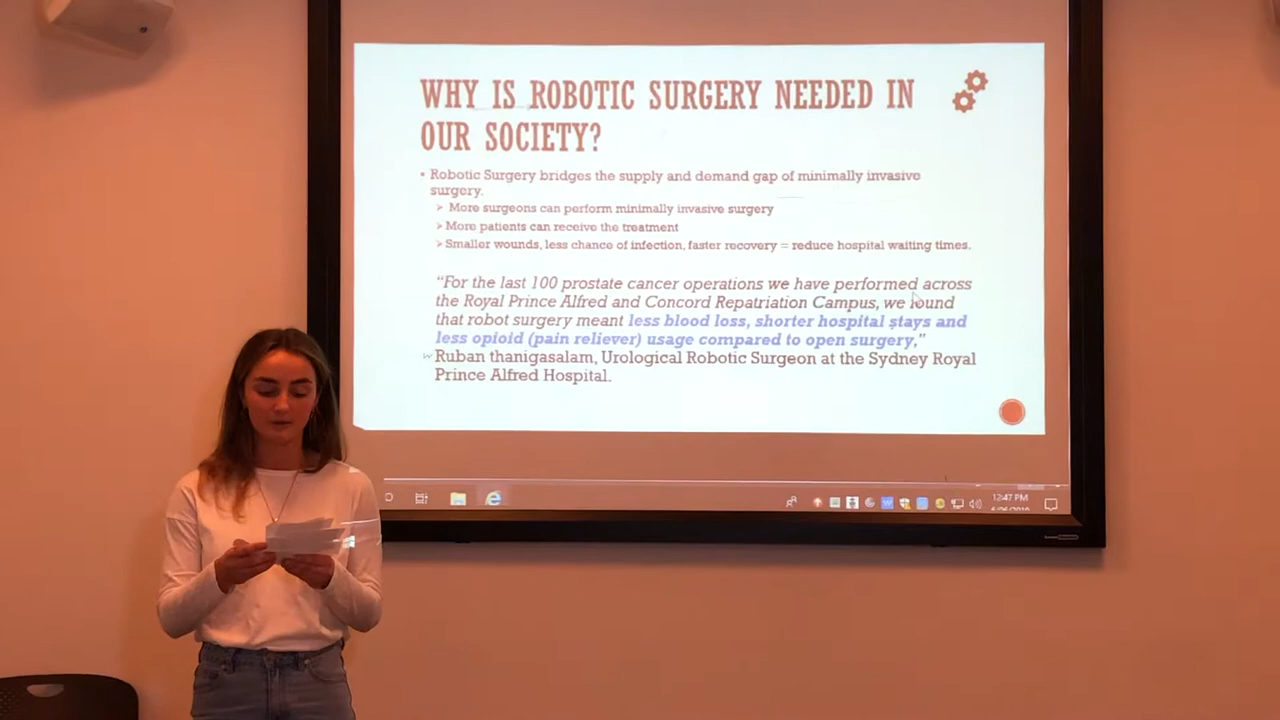 WHY IS ROBOTIC SURGERY NEEDED IN
OUR SOCIETY?
• Robotic Surgery bridges the supply and demand gap of minimally invasive
surgery.
➢ More surgeons can perform minimally invasive surgery
➢ More patients can receive the treatment
➢ Smaller wounds, less chance of infection, faster recovery = reduce hospital waiting times.
“For the last 100 prostate cancer operations we have performed across
the Royal Prince Alfred and Concord Repatriation Campus, we found
that robot surgery meant less blood loss, shorter hospital stays and
less opioid (pain reliever) usage compared to open surgery,”
Ruban thanigasalam, Urological Robotic Surgeon at the Sydney Royal
Prince Alfred Hospital.
12:47 PM